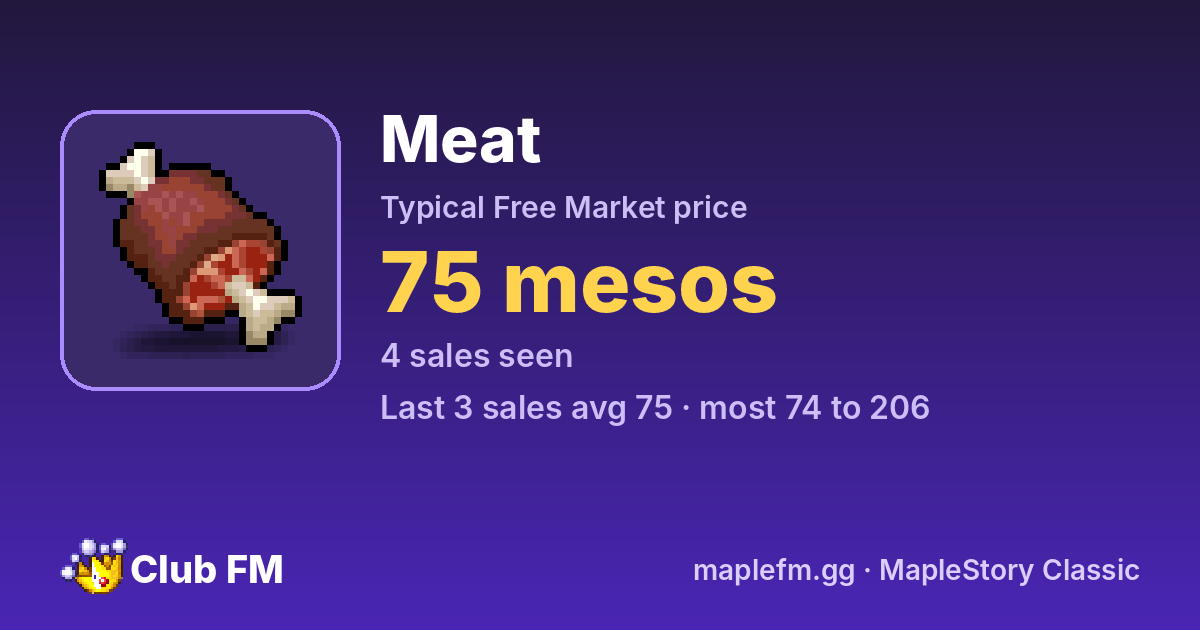 Meat
Typical Free Market price
75 mesos
4 sales seen
Last 3 sales avg 75 · most 74 to 206
Club FM
maplefm.gg · MapleStory Classic